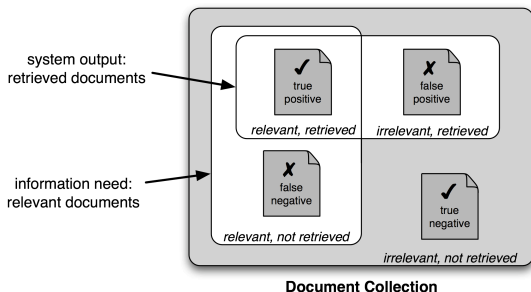 system output:
retrieved documents
✓
true
positive
✗
false
positive
relevant, retrieved
irrelevant, retrieved
information need:
relevant documents
✗
false
negative
✓
true
negative
relevant, not retrieved
irrelevant, not retrieved
Document Collection